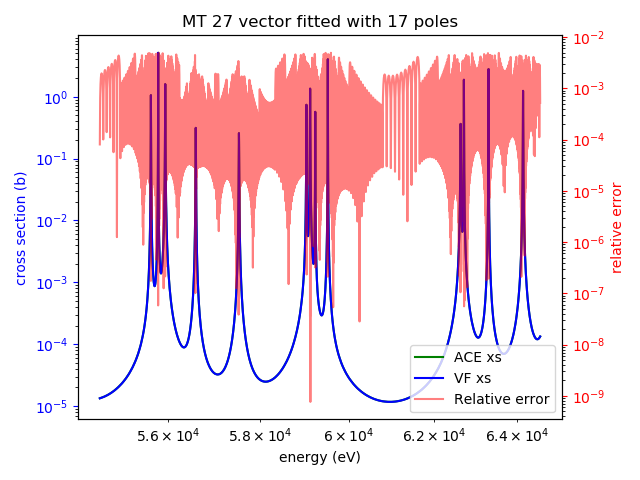 MT 27 vector fitted with 17 poles
cross section (b)
10⁰
10⁻¹
10⁻²
10⁻³
10⁻⁴
10⁻⁵
10⁻²
10⁻³
10⁻⁴
10⁻⁵
10⁻⁶
10⁻⁷
10⁻⁸
10⁻⁹
relative error
ACE xs
VF xs
Relative error
5.6 × 10⁴ 5.8 × 10⁴ 6 × 10⁴ 6.2 × 10⁴ 6.4 × 10⁴
energy (eV)